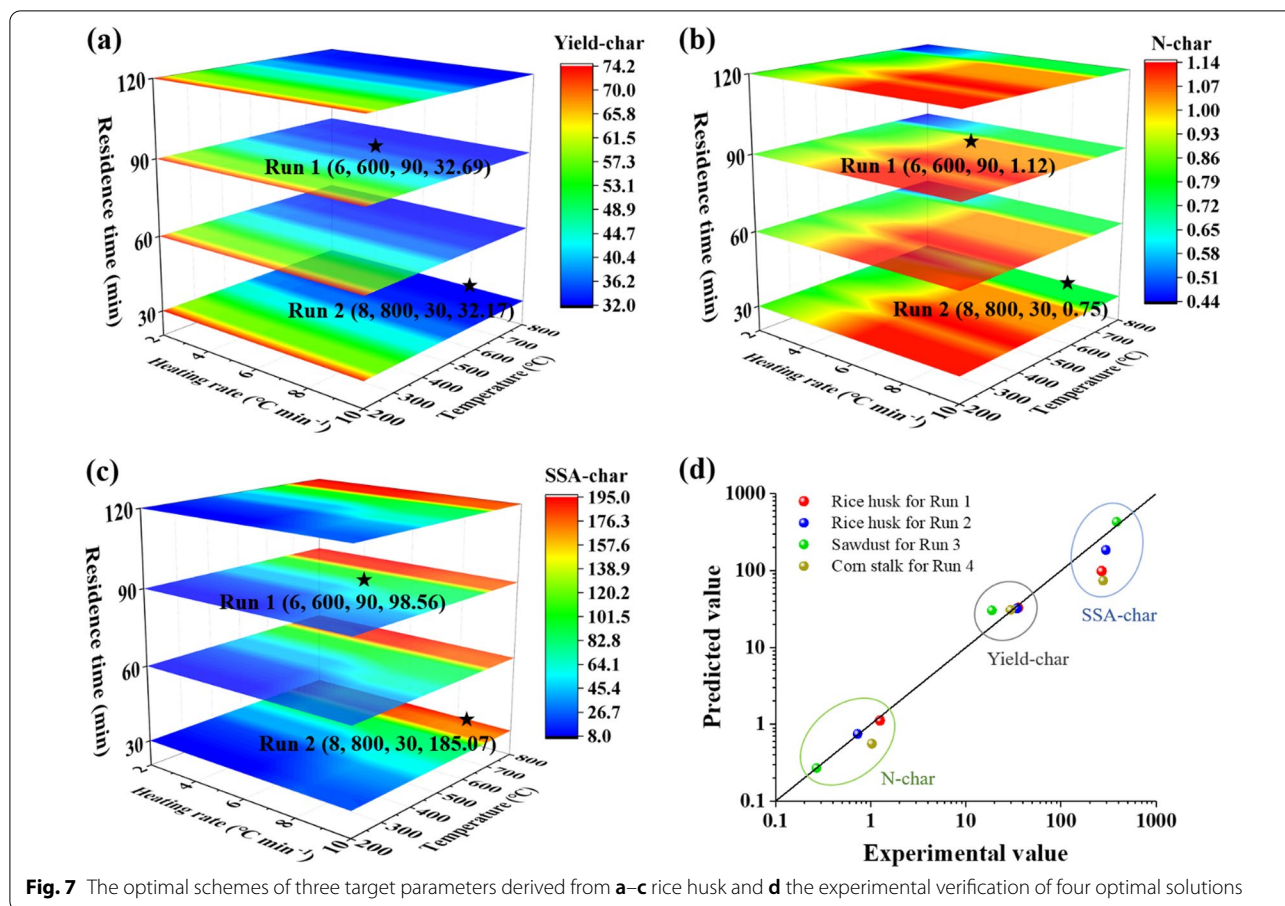 (a)
Yield-char
74.2
70.0
65.8
61.5
57.3
53.1
48.9
44.7
40.4
36.2
32.0
Residence time (min)
120
90
60
30
Run 1 (6, 600, 90, 32.69)
Run 2 (8, 800, 30, 32.17)
2
4
6
8
10
Heating rate (°C min⁻¹)
200
300
400
500
600
700
800
Temperature (°C)
(b)
N-char
1.14
1.07
1.00
0.93
0.86
0.79
0.72
0.65
0.58
0.51
0.44
Residence time (min)
120
90
60
30
Run 1 (6, 600, 90, 1.12)
Run 2 (8, 800, 30, 0.75)
2
4
6
8
10
Heating rate (°C min⁻¹)
200
300
400
500
600
700
800
Temperature (°C)
(c)
SSA-char
195.0
176.3
157.6
138.9
120.2
101.5
82.8
64.1
45.4
26.7
8.0
Residence time (min)
120
90
60
30
Run 1 (6, 600, 90, 98.56)
Run 2 (8, 800, 30, 185.07)
2
4
6
8
10
Heating rate (°C min⁻¹)
200
300
400
500
600
700
800
Temperature (°C)
(d)
Predicted value
1000
100
10
1
0.1
Rice husk for Run 1
Rice husk for Run 2
Sawdust for Run 3
Corn stalk for Run 4
SSA-char
Yield-char
N-char
0.1
1
10
100
1000
Experimental value
Fig. 7 The optimal schemes of three target parameters derived from a–c rice husk and d the experimental verification of four optimal solutions